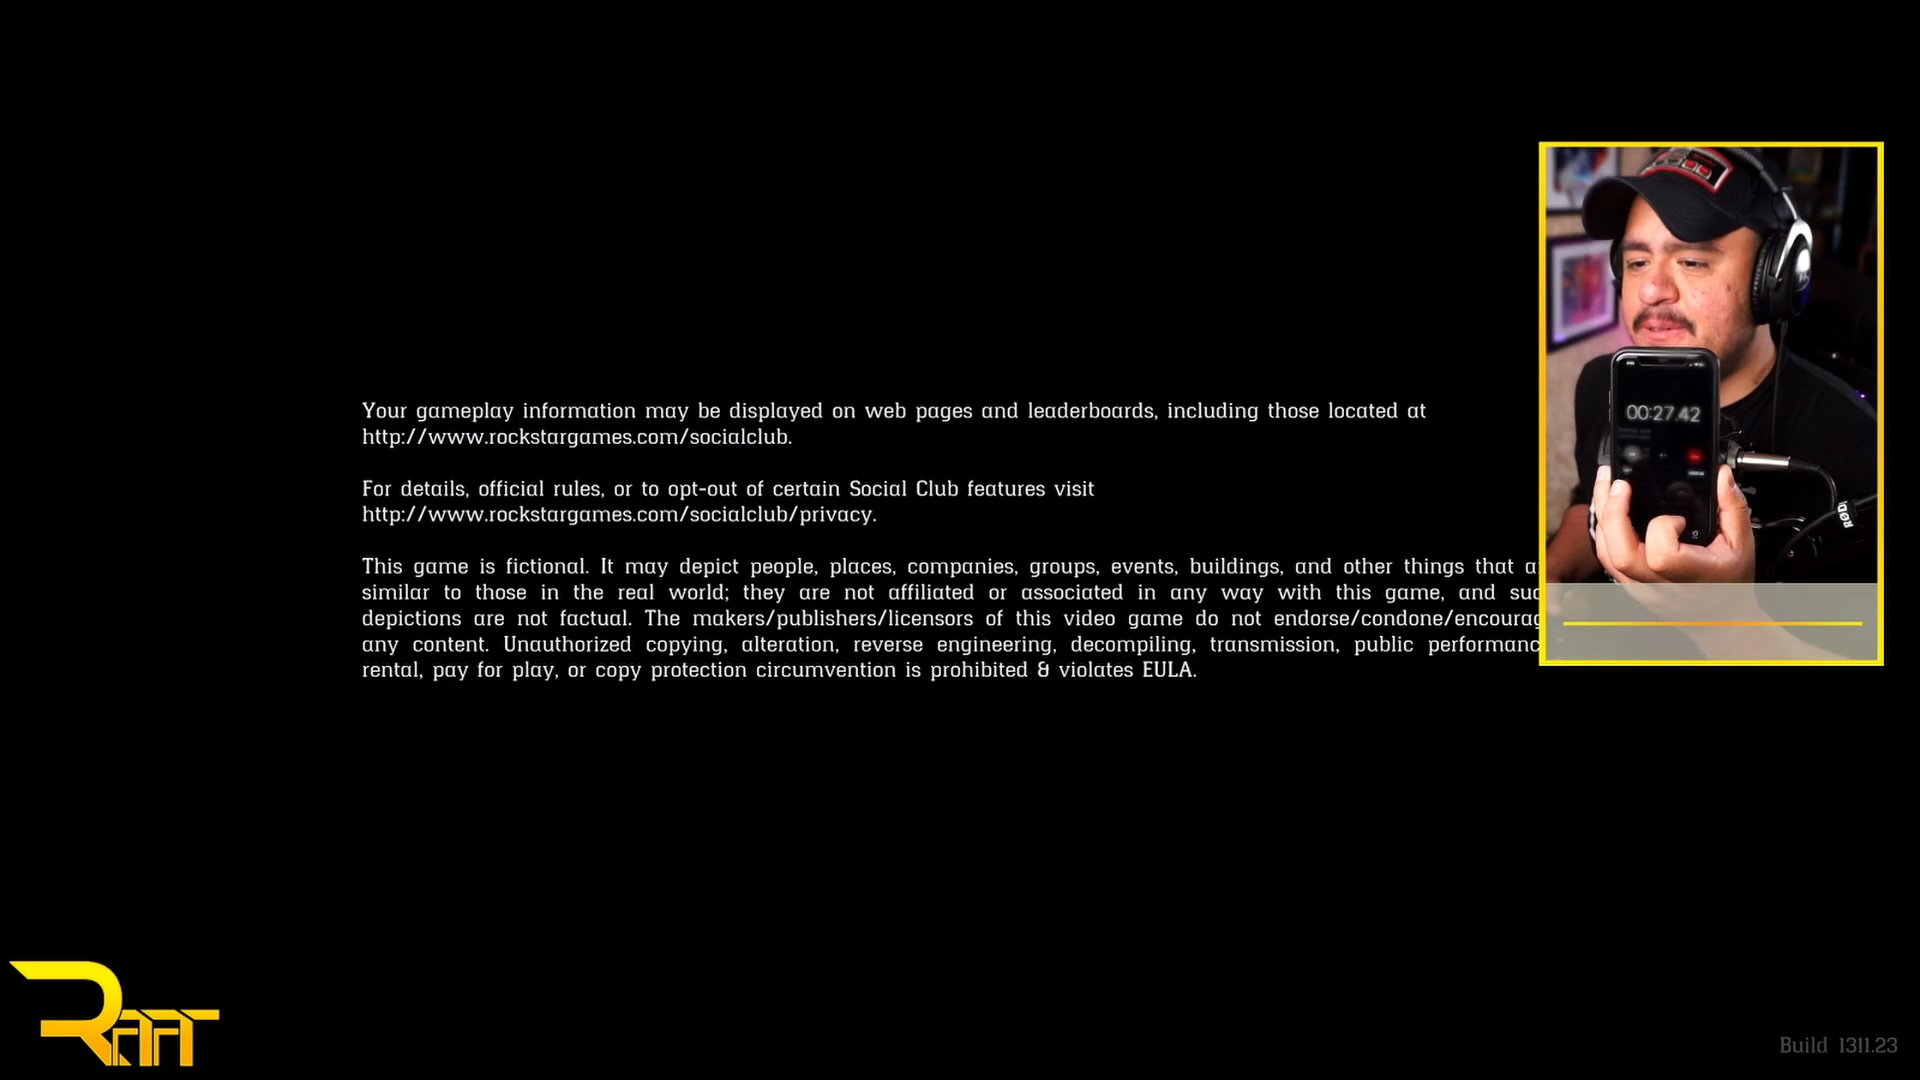 Your gameplay information may be displayed on web pages and leaderboards, including those located at
http://www.rockstargames.com/socialclub.
For details, official rules, or to opt-out of certain Social Club features visit
http://www.rockstargames.com/socialclub/privacy.
This game is fictional. It may depict people, places, companies, groups, events, buildings, and other things that a
similar to those in the real world; they are not affiliated or associated in any way with this game, and suc
depictions are not factual. The makers/publishers/licensors of this video game do not endorse/condone/encourag
any content. Unauthorized copying, alteration, reverse engineering, decompiling, transmission, public performanc
rental, pay for play, or copy protection circumvention is prohibited & violates EULA.
00:27.42
RØDE
Build 1311.23